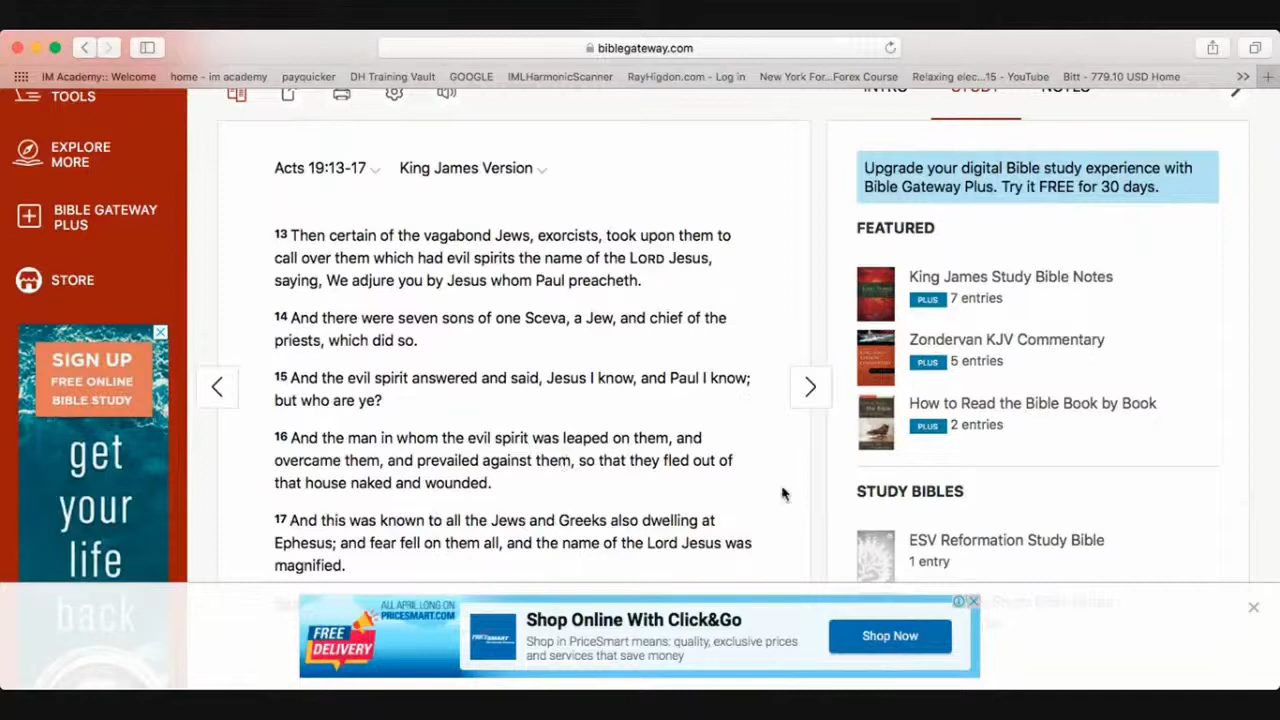 biblegateway.com
IM Academy:: Welcome home - im academy payquicker DH Training Vault GOOGLE IMLHarmonicScanner RayHigdon.com - Log in New York For...Forex Course Relaxing elec...15 - YouTube Bitt - 779.10 USD Home
TOOLS
EXPLORE
MORE
BIBLE GATEWAY
PLUS
STORE
SIGN UP
FREE ONLINE
BIBLE STUDY
get
your
life
back
INTRO STUDY NOTES
Acts 19:13-17 King James Version
13 Then certain of the vagabond Jews, exorcists, took upon them to
call over them which had evil spirits the name of the LORD Jesus,
saying, We adjure you by Jesus whom Paul preacheth.
14 And there were seven sons of one Sceva, a Jew, and chief of the
priests, which did so.
15 And the evil spirit answered and said, Jesus I know, and Paul I know;
but who are ye?
16 And the man in whom the evil spirit was leaped on them, and
overcame them, and prevailed against them, so that they fled out of
that house naked and wounded.
17 And this was known to all the Jews and Greeks also dwelling at
Ephesus; and fear fell on them all, and the name of the Lord Jesus was
magnified.
Upgrade your digital Bible study experience with
Bible Gateway Plus. Try it FREE for 30 days.
FEATURED
King James Study Bible Notes
PLUS 7 entries
Zondervan KJV Commentary
PLUS 5 entries
How to Read the Bible Book by Book
PLUS 2 entries
STUDY BIBLES
ESV Reformation Study Bible
1 entry
ALL APRIL LONG ON
PRICESMART.COM
FREE
DELIVERY
PRICESMART
Shop Online With Click&Go
Shop in PriceSmart means: quality, exclusive prices
and services that save money
Shop Now